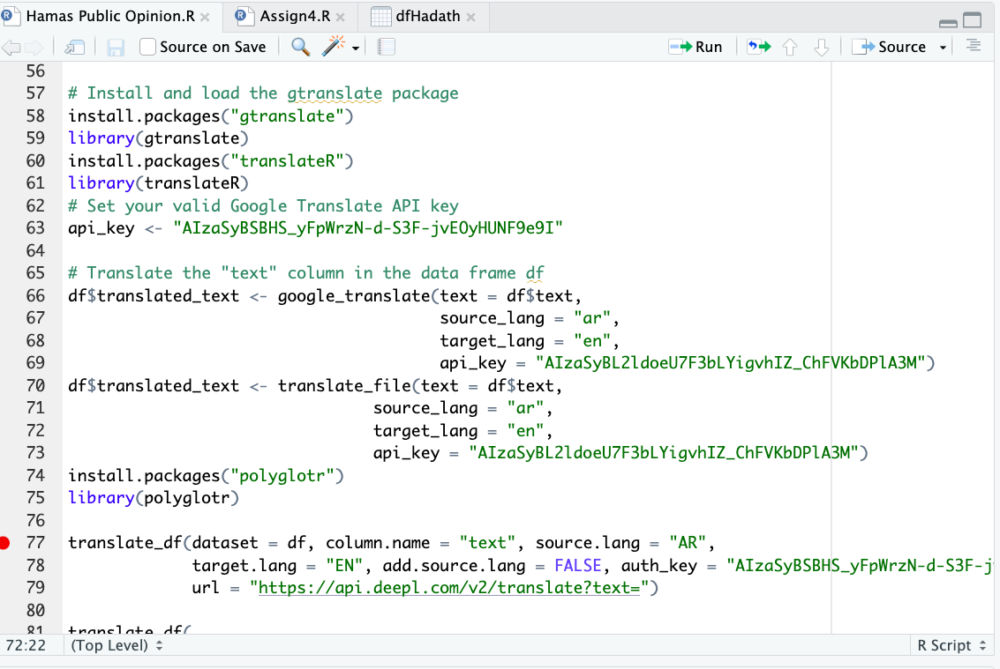 Hamas Public Opinion.R
Assign4.R
dfHadath
Source on Save
Run
Source
56
57 # Install and load the gtranslate package
58 install.packages("gtranslate")
59 library(gtranslate)
60 install.packages("translateR")
61 library(translateR)
62 # Set your valid Google Translate API key
63 api_key <- "AIzaSyBSBHS_yFpWrzN-d-S3F-jvEOyHUNF9e9I"
64
65 # Translate the "text" column in the data frame df
66 df$translated_text <- google_translate(text = df$text,
67 source_lang = "ar",
68 target_lang = "en",
69 api_key = "AIzaSyBL2ldoeU7F3bLYigvhIZ_ChFVKbDPlA3M")
70 df$translated_text <- translate_file(text = df$text,
71 source_lang = "ar",
72 target_lang = "en",
73 api_key = "AIzaSyBL2ldoeU7F3bLYigvhIZ_ChFVKbDPlA3M")
74 install.packages("polyglotr")
75 library(polyglotr)
76
77 translate_df(dataset = df, column.name = "text", source.lang = "AR",
78 target.lang = "EN", add.source.lang = FALSE, auth_key = "AIzaSyBSBHS_yFpWrzN-d-S3F-j
79 url = "https://api.deepl.com/v2/translate?text=")
80
81 translate_df(
72:22 (Top Level) R Script